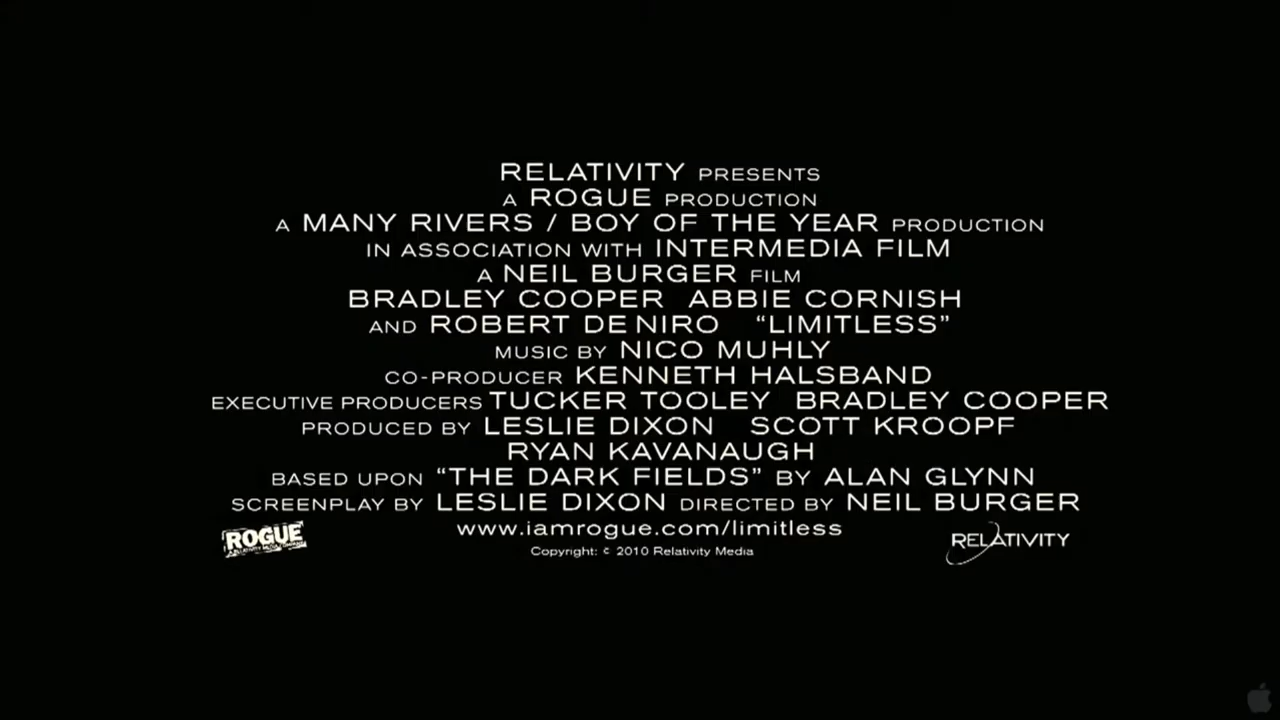 RELATIVITY PRESENTS
A ROGUE PRODUCTION
A MANY RIVERS / BOY OF THE YEAR PRODUCTION
IN ASSOCIATION WITH INTERMEDIA FILM
A NEIL BURGER FILM
BRADLEY COOPER ABBIE CORNISH
AND ROBERT DE NIRO “LIMITLESS”
MUSIC BY NICO MUHLY
CO-PRODUCER KENNETH HALSBAND
EXECUTIVE PRODUCERS TUCKER TOOLEY BRADLEY COOPER
PRODUCED BY LESLIE DIXON SCOTT KROOPF
RYAN KAVANAUGH
BASED UPON “THE DARK FIELDS” BY ALAN GLYNN
SCREENPLAY BY LESLIE DIXON DIRECTED BY NEIL BURGER
www.iamrogue.com/limitless
Copyright: © 2010 Relativity Media
ROGUE
A RELATIVITY MEDIA COMPANY
RELATIVITY